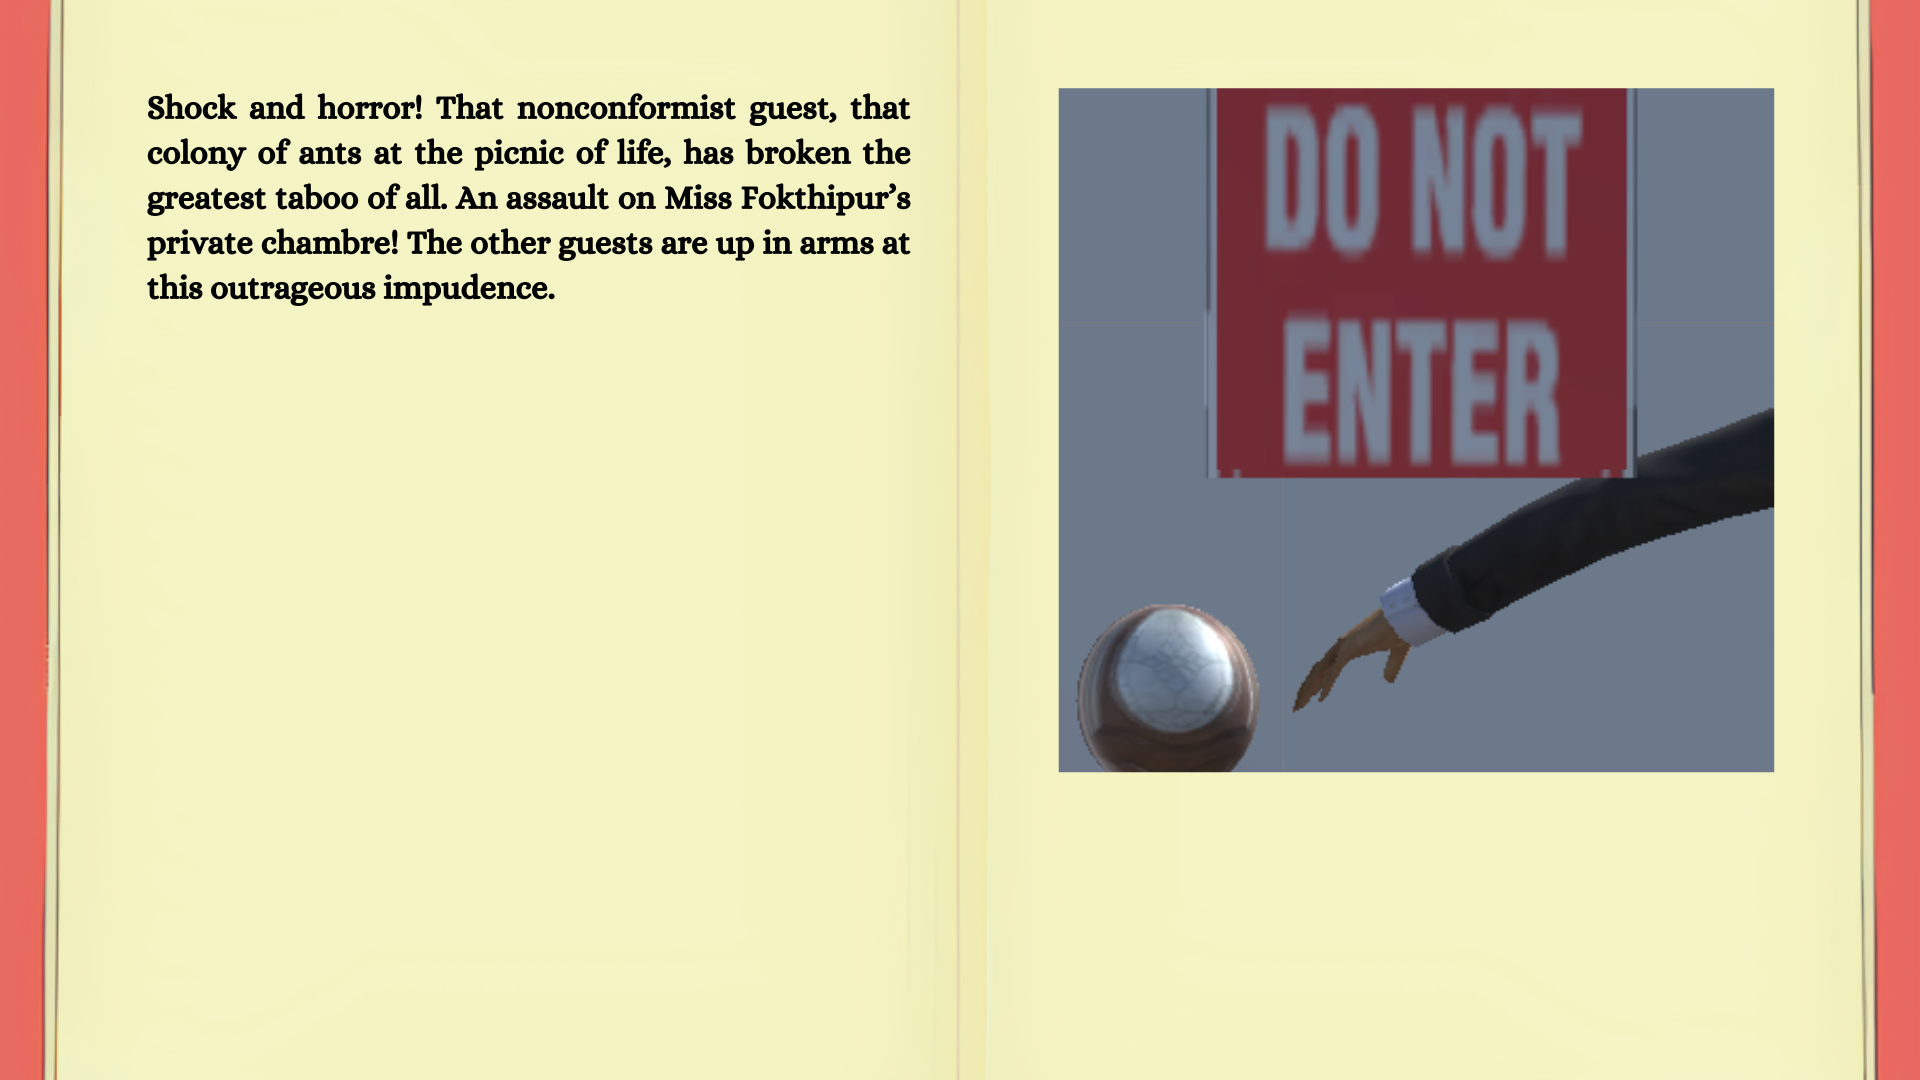 Shock and horror! That nonconformist guest, that
colony of ants at the picnic of life, has broken the
greatest taboo of all. An assault on Miss Fokthipur’s
private chambre! The other guests are up in arms at
this outrageous impudence.
DO NOT
ENTER